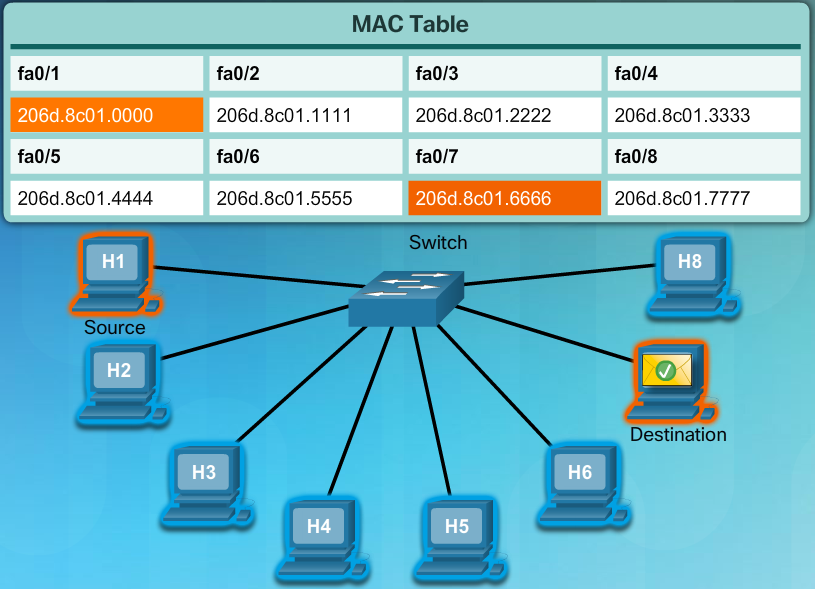 MAC Table
fa0/1 fa0/2 fa0/3 fa0/4
206d.8c01.0000 206d.8c01.1111 206d.8c01.2222 206d.8c01.3333
fa0/5 fa0/6 fa0/7 fa0/8
206d.8c01.4444 206d.8c01.5555 206d.8c01.6666 206d.8c01.7777
Switch
H1
H8
Source
H2
Destination
H3
H6
H4
H5